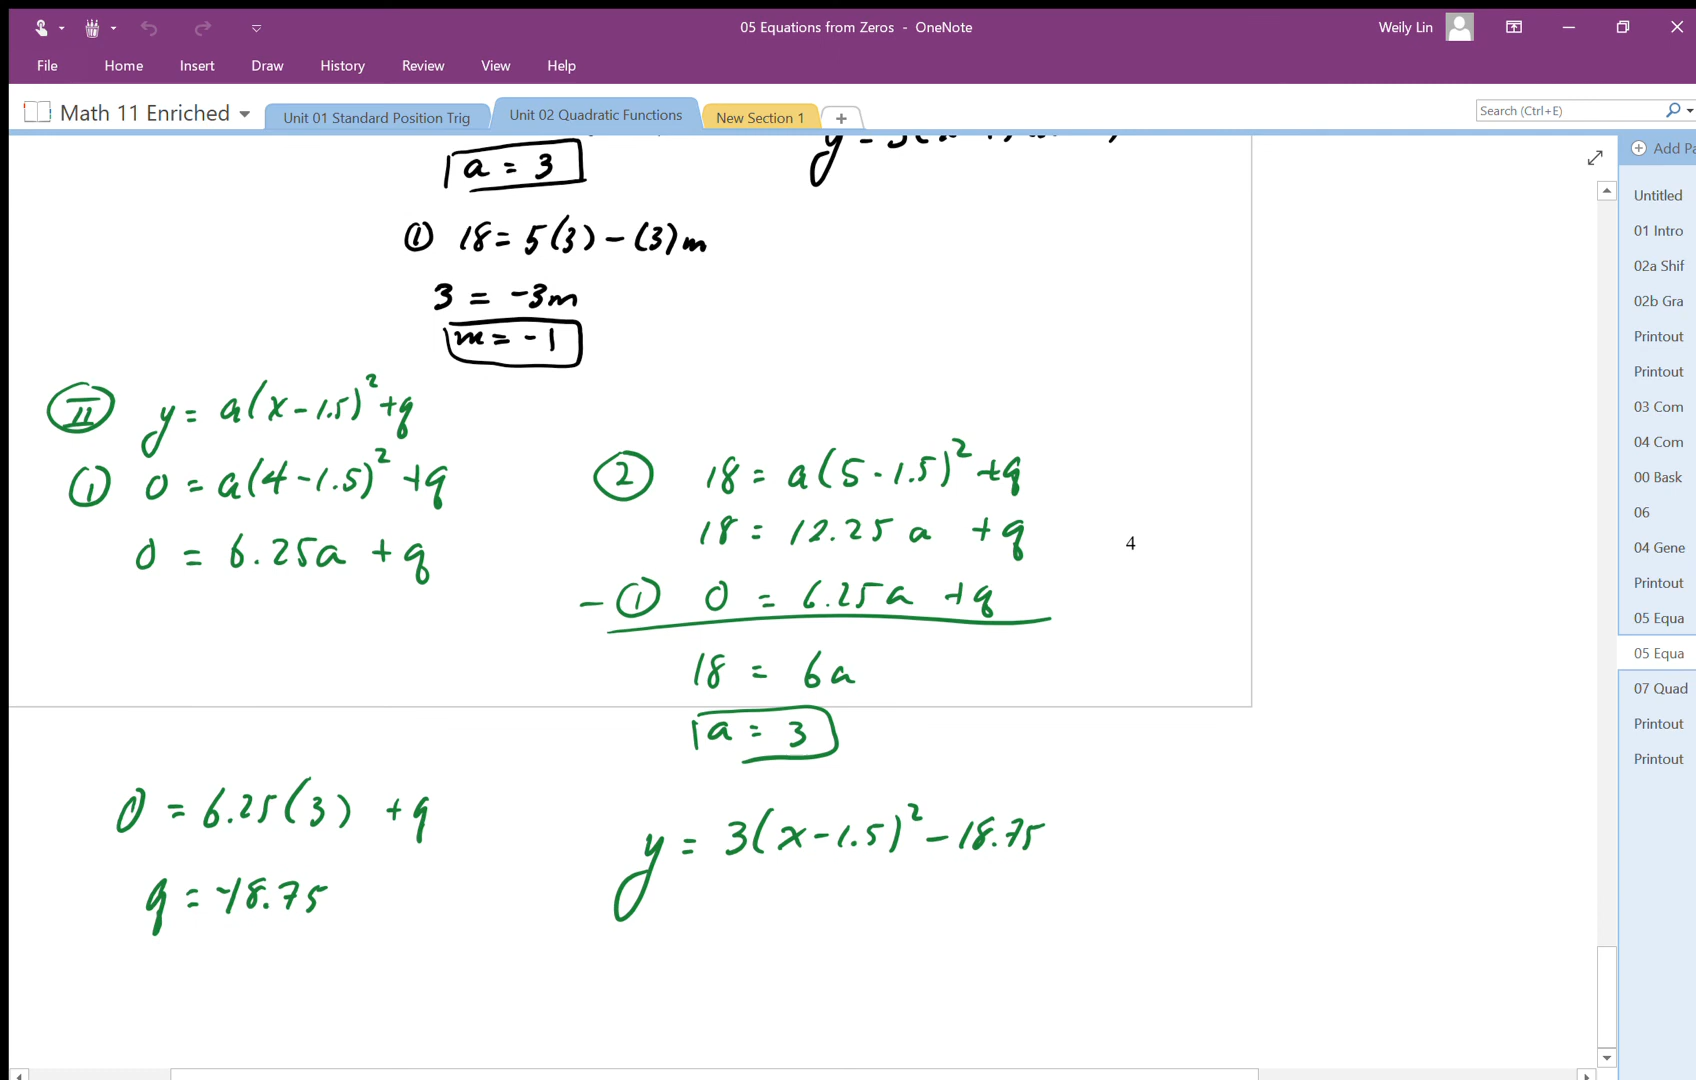 05 Equations from Zeros - OneNote
Weily Lin
File Home Insert Draw History Review View Help
Math 11 Enriched
Unit 01 Standard Position Trig
Unit 02 Quadratic Functions
New Section 1
Search (Ctrl+E)
a = 3
① 18 = 5(3) - (3)m
3 = -3m
m = -1
Ⅱ y = a(x-1.5)² + q
① 0 = a(4-1.5)² + q
0 = 6.25a + q
② 18 = a(5-1.5)² + q
18 = 12.25a + q
- ① 0 = 6.25a + q
18 = 6a
a = 3
4
0 = 6.25(3) + q
q = -18.75
y = 3(x-1.5)² - 18.75
Add Pa
Untitled
01 Intro
02a Shif
02b Gra
Printout
Printout
03 Com
04 Com
00 Bask
06
04 Gene
Printout
05 Equa
05 Equa
07 Quad
Printout
Printout